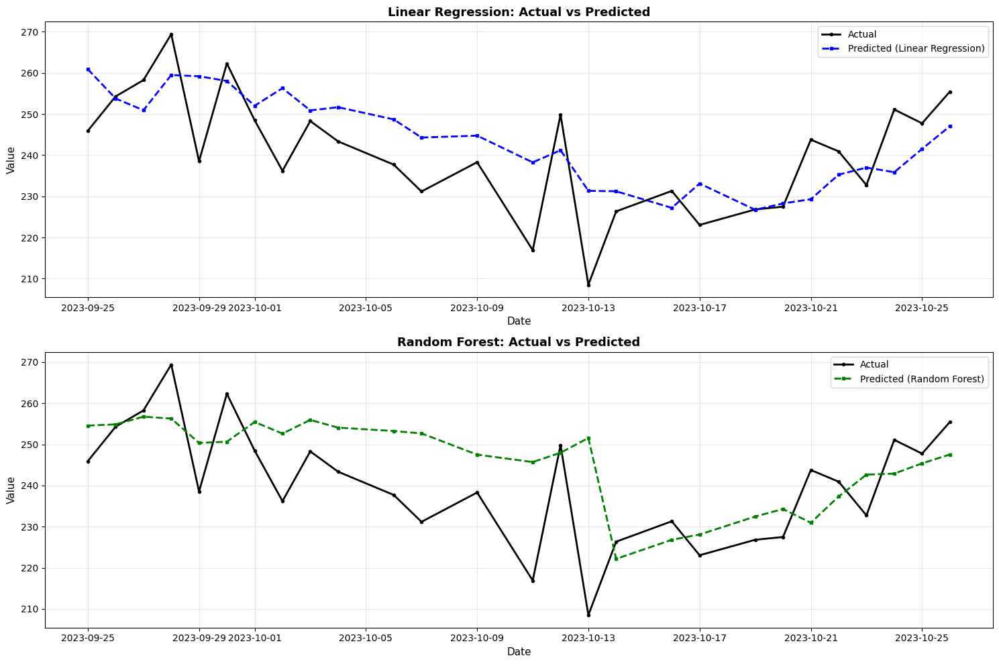 Linear Regression: Actual vs Predicted
Actual
Predicted (Linear Regression)
270
260
250
240
230
220
210
Value
2023-09-25 2023-09-29 2023-10-01 2023-10-05 2023-10-09 2023-10-13 2023-10-17 2023-10-21 2023-10-25
Date
Random Forest: Actual vs Predicted
Actual
Predicted (Random Forest)
270
260
250
240
230
220
210
Value
2023-09-25 2023-09-29 2023-10-01 2023-10-05 2023-10-09 2023-10-13 2023-10-17 2023-10-21 2023-10-25
Date